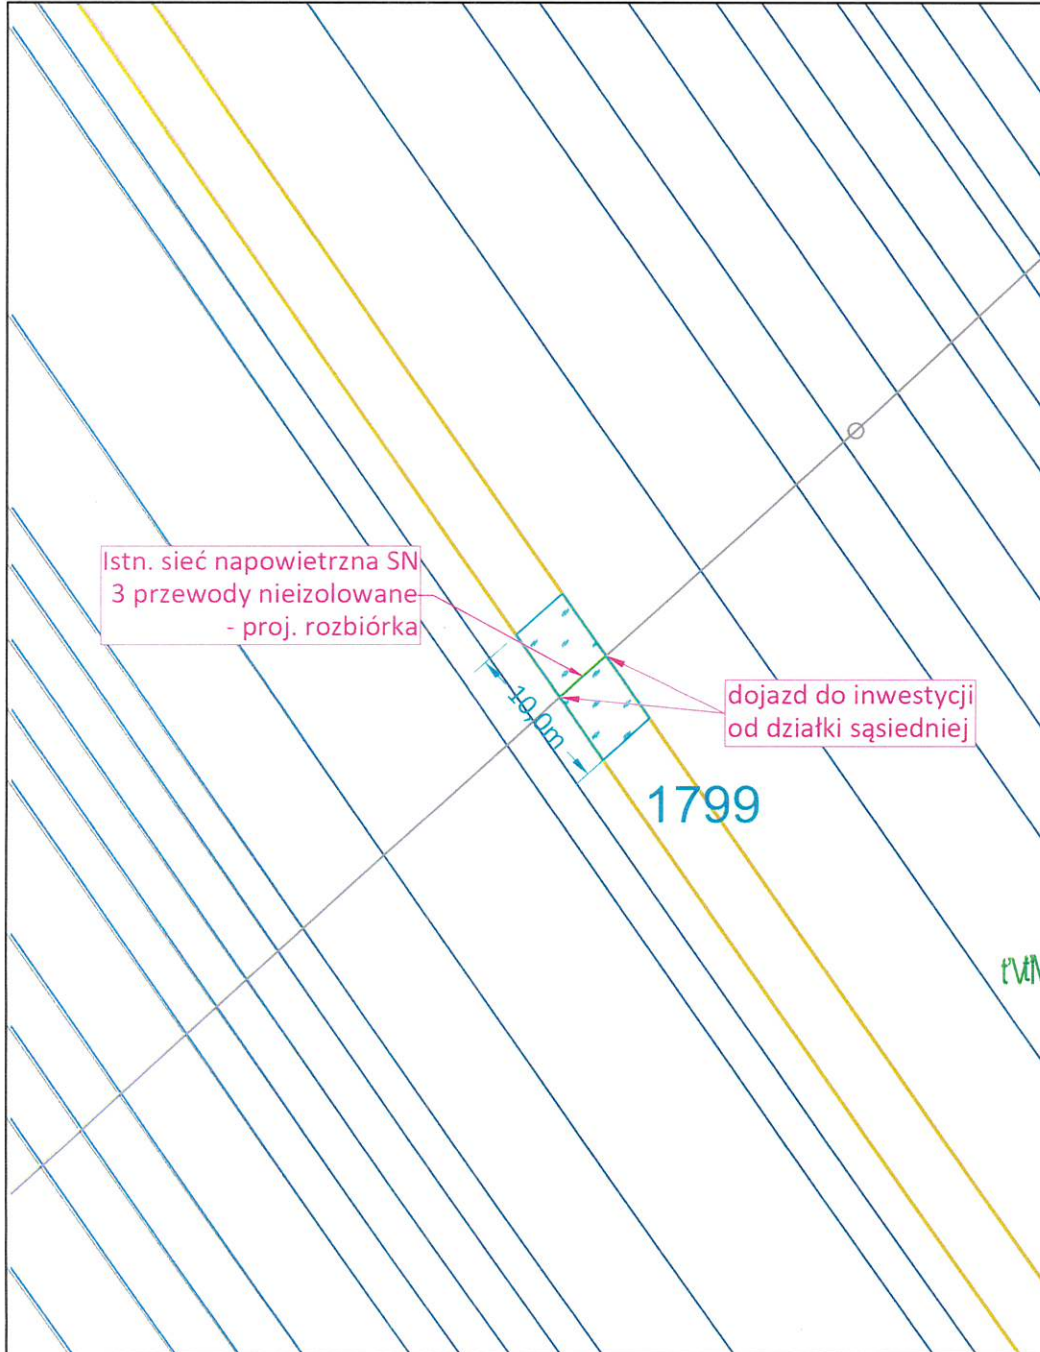 Istn. sieć napowietrzna SN
3 przewody nieizolowane
- proj. rozbiórka
10,0m
dojazd do inwestycji
od działki sąsiedniej
1799